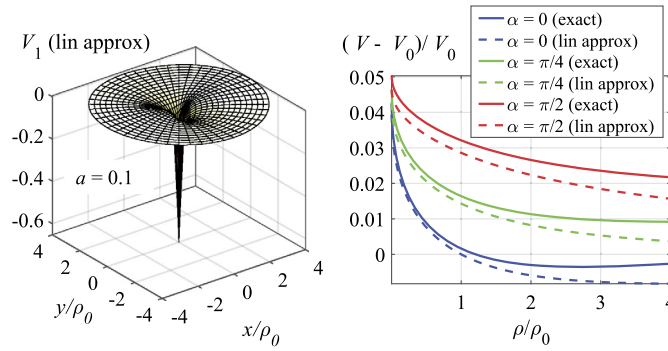 V₁ (lin approx)
0
-0.2
-0.4
-0.6
a = 0.1
4
2
0
-2
-4
y/ρ₀
-4
-2
0
2
4
x/ρ₀
(V - V₀)/ V₀
α = 0 (exact)
α = 0 (lin approx)
α = π/4 (exact)
α = π/4 (lin approx)
α = π/2 (exact)
α = π/2 (lin approx)
0.05
0.04
0.03
0.02
0.01
0
1
2
3
4
ρ/ρ₀